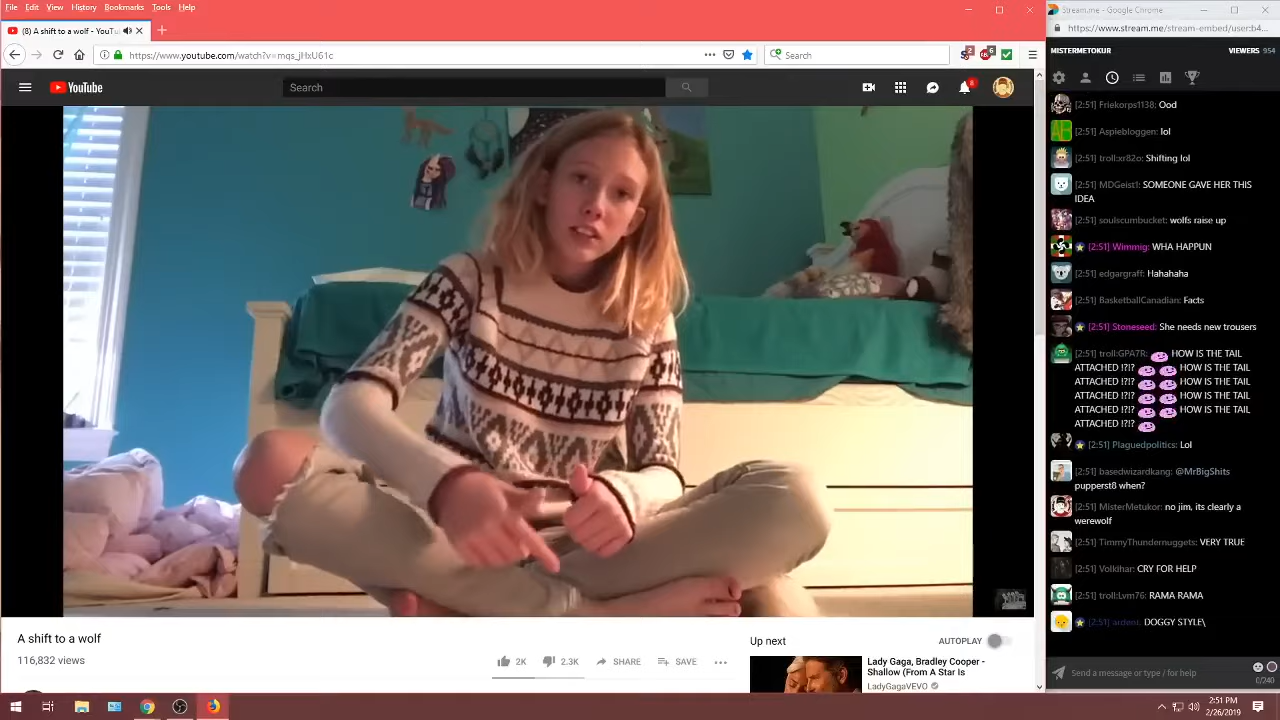 File Edit View History Bookmarks Tools Help
(8) A shift to a wolf - YouTu
https://www.youtube.com/watch?v=mqs_jHxUG1c
Search
YouTube
Search
8
A shift to a wolf
116,832 views
2K
2.3K
SHARE
SAVE
Up next
AUTOPLAY
Lady Gaga, Bradley Cooper -
Shallow (From A Star Is
LadyGagaVEVO
Stream.me - Google Chrome
https://www.stream.me/stream-embed/user:b4...
MISTERMETOKUR
VIEWERS 954
[2:51] Friekorps1138: Ood
[2:51] Aspiebloggen: lol
[2:51] troll:xr82o: Shifting lol
[2:51] MDGeist1: SOMEONE GAVE HER THIS
IDEA
[2:51] soulscumbucket: wolfs raise up
[2:51] Wimmig: WHA HAPPUN
[2:51] edgargraff: Hahahaha
[2:51] BasketballCanadian: Facts
[2:51] Stoneseed: She needs new trousers
[2:51] troll:GPA7R: HOW IS THE TAIL
ATTACHED !?!? HOW IS THE TAIL
ATTACHED !?!? HOW IS THE TAIL
ATTACHED !?!? HOW IS THE TAIL
ATTACHED !?!? HOW IS THE TAIL
ATTACHED !?!?
[2:51] Plaguedpolitics: Lol
[2:51] basedwizardkang: @MrBigShits
pupperst8 when?
[2:51] MisterMetukor: no jim, its clearly a
werewolf
[2:51] TimmyThundernuggets: VERY TRUE
[2:51] Volkihar: CRY FOR HELP
[2:51] troll:Lvm76: RAMA RAMA
[2:51] DOGGY STYLE\
Send a message or type / for help
0/240
2:51 PM
2/26/2019